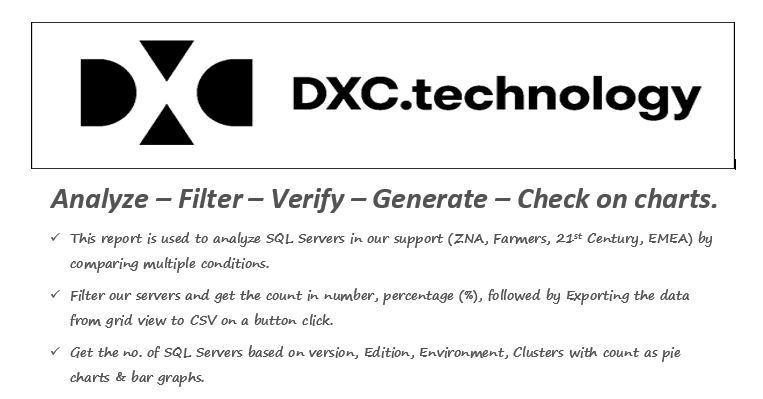 DXC.technology
Analyze – Filter – Verify – Generate – Check on charts.
✓ This report is used to analyze SQL Servers in our support (ZNA, Farmers, 21st Century, EMEA) by
comparing multiple conditions.
✓ Filter our servers and get the count in number, percentage (%), followed by Exporting the data
from grid view to CSV on a button click.
✓ Get the no. of SQL Servers based on version, Edition, Environment, Clusters with count as pie
charts & bar graphs.